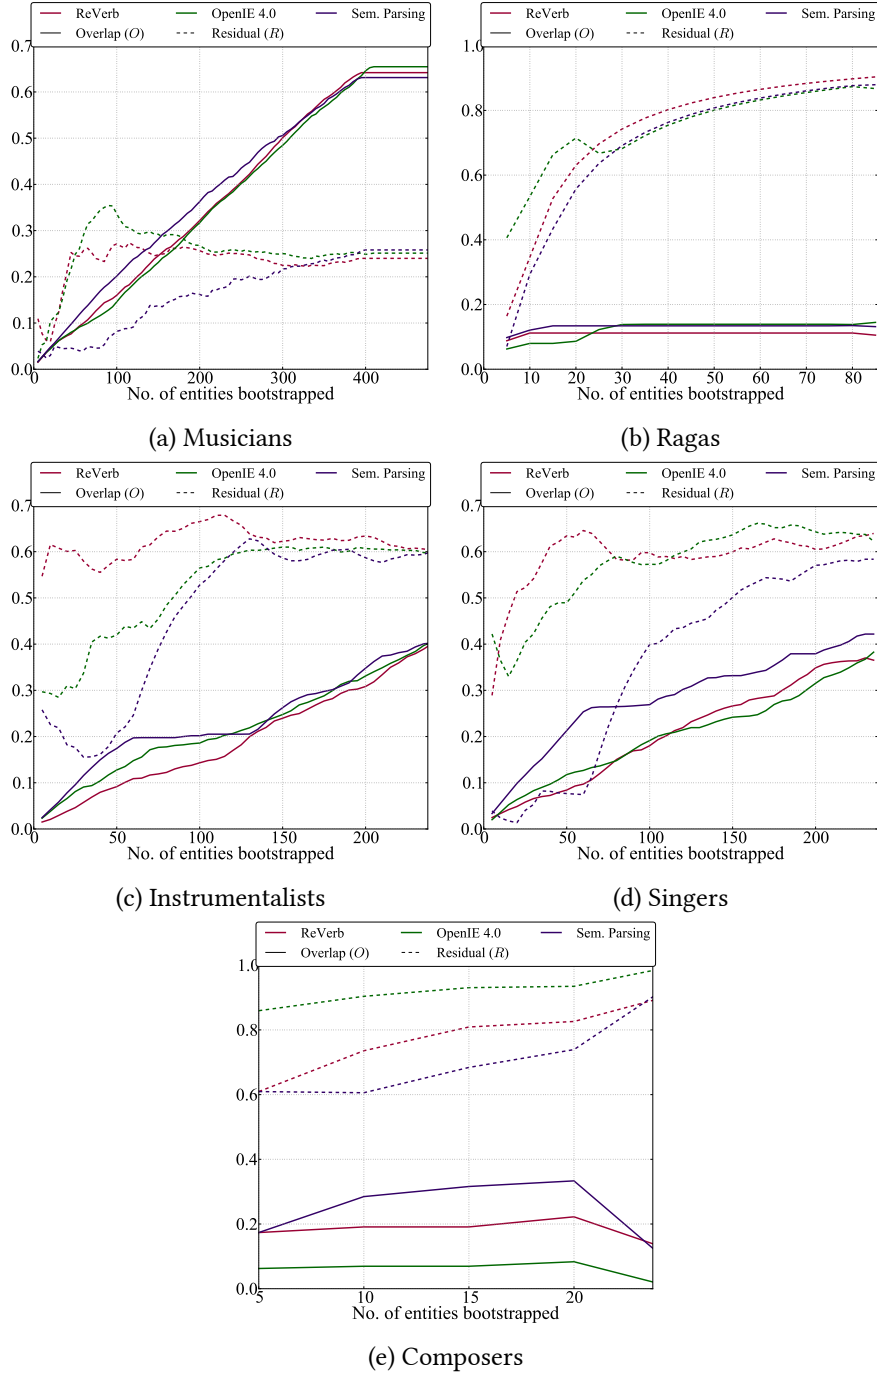 ReVerb OpenIE 4.0 Sem. Parsing
Overlap (O) Residual (R)
0.7
0.6
0.5
0.4
0.3
0.2
0.1
0.0
0 100 200 300 400
No. of entities bootstrapped
(a) Musicians
ReVerb OpenIE 4.0 Sem. Parsing
Overlap (O) Residual (R)
1.0
0.8
0.6
0.4
0.2
0.0
0 10 20 30 40 50 60 70 80
No. of entities bootstrapped
(b) Ragas
ReVerb OpenIE 4.0 Sem. Parsing
Overlap (O) Residual (R)
0.7
0.6
0.5
0.4
0.3
0.2
0.1
0.0
0 50 100 150 200
No. of entities bootstrapped
(c) Instrumentalists
ReVerb OpenIE 4.0 Sem. Parsing
Overlap (O) Residual (R)
0.7
0.6
0.5
0.4
0.3
0.2
0.1
0.0
0 50 100 150 200
No. of entities bootstrapped
(d) Singers
ReVerb OpenIE 4.0 Sem. Parsing
Overlap (O) Residual (R)
1.0
0.8
0.6
0.4
0.2
0.0
5 10 15 20
No. of entities bootstrapped
(e) Composers